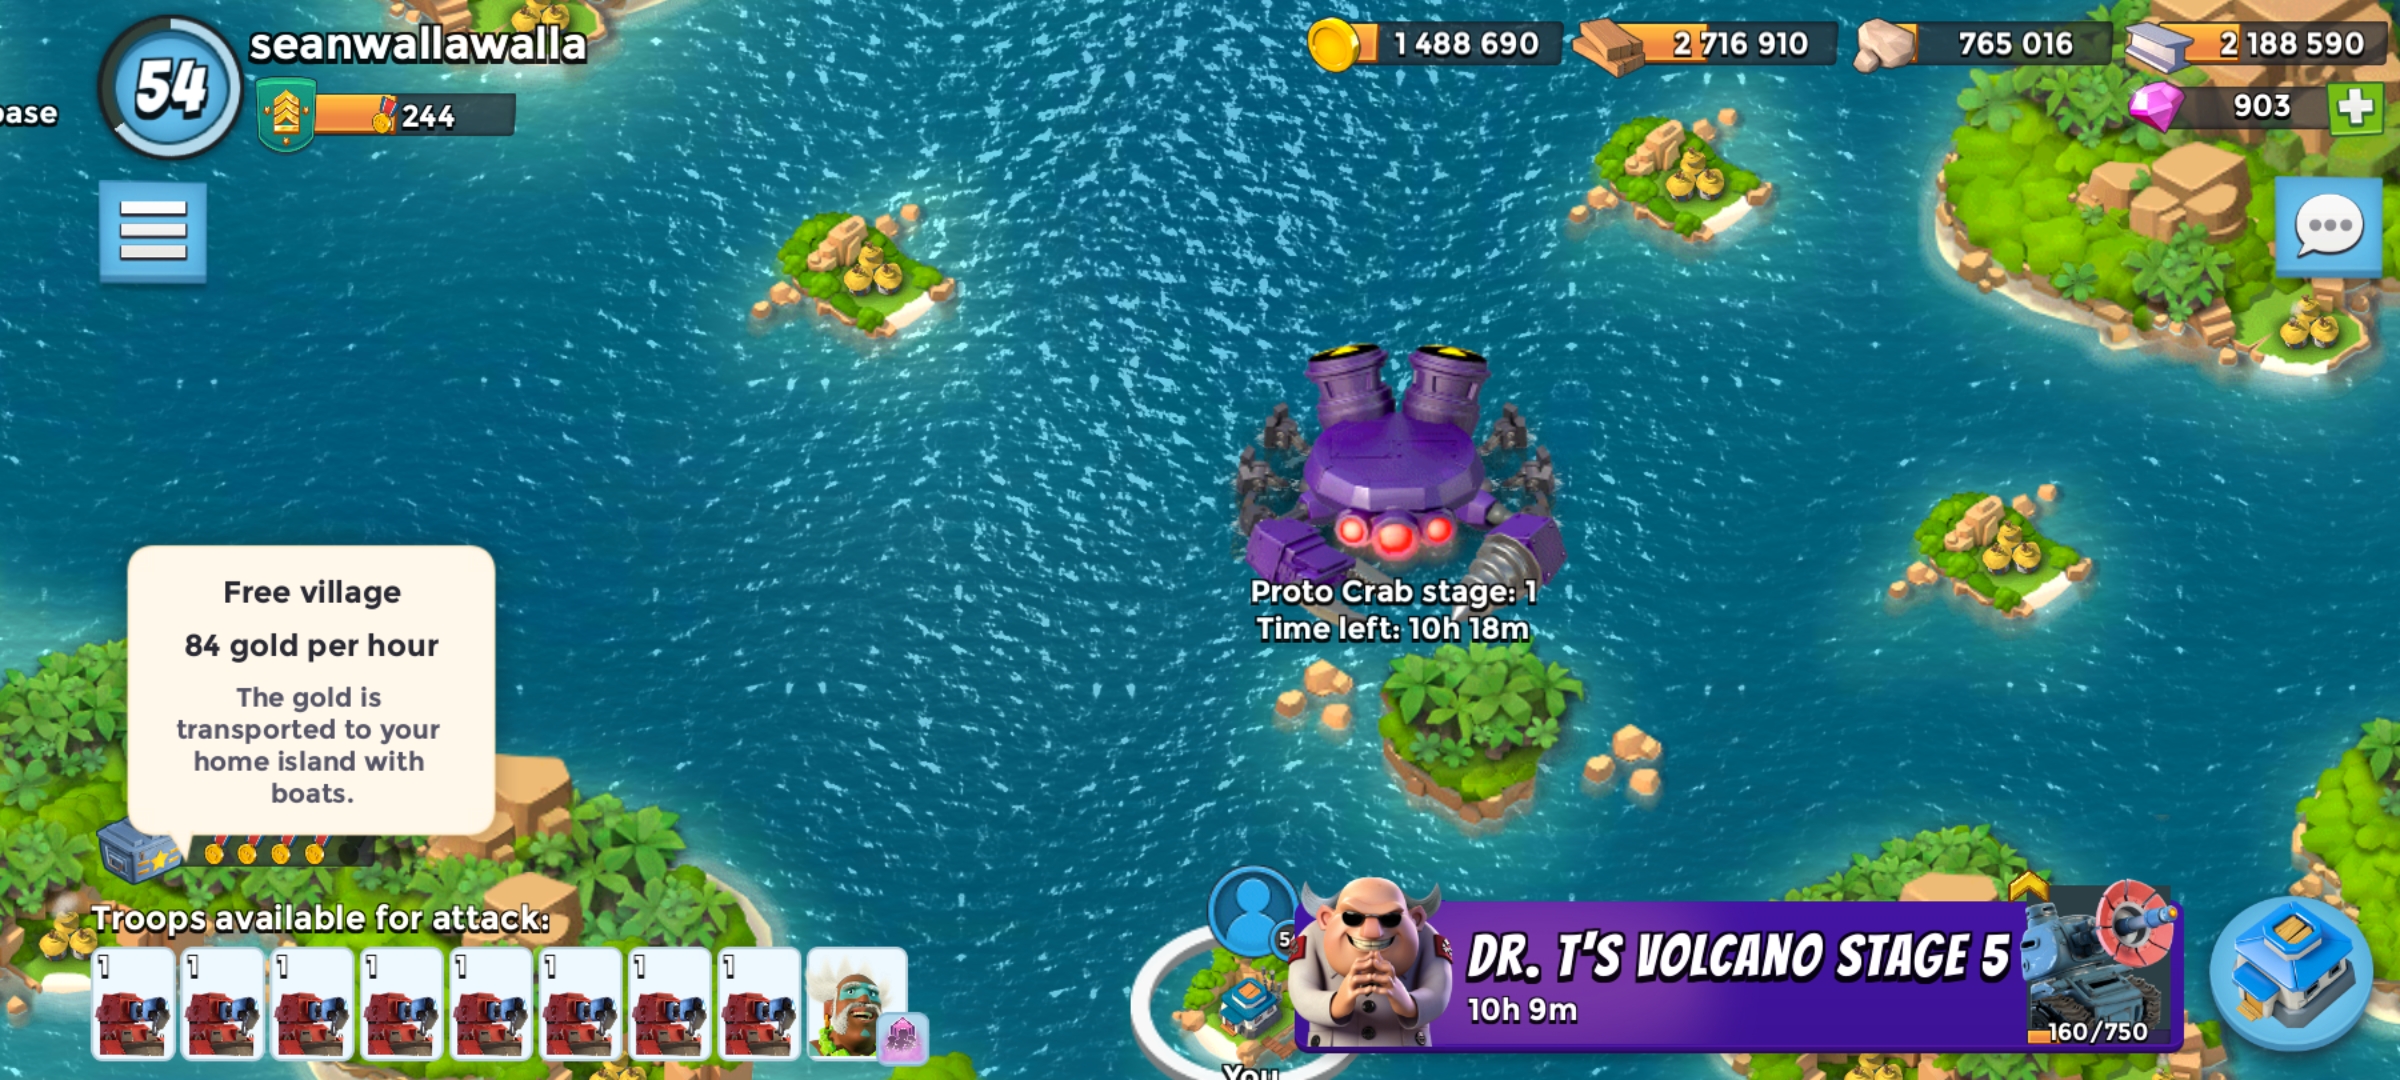 54
seanwallawalla
244
base
1 488 690
2 716 910
765 016
2 188 590
903
Proto Crab stage: 1
Time left: 10h 18m
Free village
84 gold per hour
The gold is
transported to your
home island with
boats.
Troops available for attack:
1 1 1 1 1 1 1 1
DR. T'S VOLCANO STAGE 5
10h 9m
160/750
You